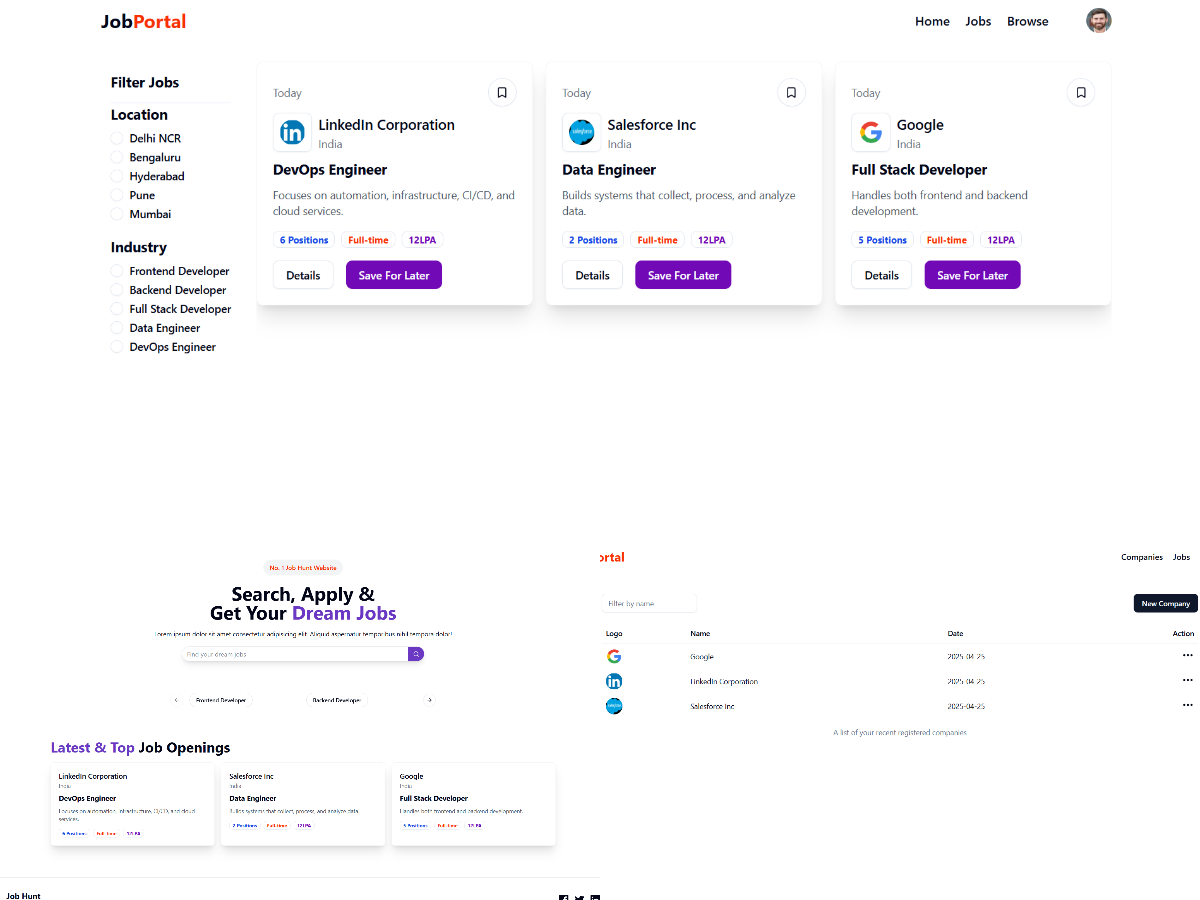 JobPortal
Home Jobs Browse
Filter Jobs
Location
Delhi NCR
Bengaluru
Hyderabad
Pune
Mumbai
Industry
Frontend Developer
Backend Developer
Full Stack Developer
Data Engineer
DevOps Engineer
Today
LinkedIn Corporation
India
DevOps Engineer
Focuses on automation, infrastructure, CI/CD, and
cloud services.
6 Positions Full-time 12LPA
Details Save For Later
Today
salesforce
Salesforce Inc
India
Data Engineer
Builds systems that collect, process, and analyze
data.
2 Positions Full-time 12LPA
Details Save For Later
Today
Google
India
Full Stack Developer
Handles both frontend and backend
development.
5 Positions Full-time 12LPA
Details Save For Later
No. 1 Job Hunt Website
Search, Apply &
Get Your Dream Jobs
Lorem ipsum dolor sit amet consectetur adipisicing elit. Aliquid aspernatur temporibus nihil tempora dolor!
Find your dream jobs
Frontend Developer Backend Developer
Latest & Top Job Openings
LinkedIn Corporation
India
DevOps Engineer
Focuses on automation, infrastructure, CI/CD, and cloud
services.
6 Positions Full-time 12LPA
Salesforce Inc
India
Data Engineer
Builds systems that collect, process, and analyze data.
2 Positions Full-time 12LPA
Google
India
Full Stack Developer
Handles both frontend and backend development.
5 Positions Full-time 12LPA
Job Hunt
ortal
Companies Jobs
Filter by name
New Company
Logo Name Date Action
Google 2025-04-25
LinkedIn Corporation 2025-04-25
Salesforce Inc 2025-04-25
A list of your recent registered companies